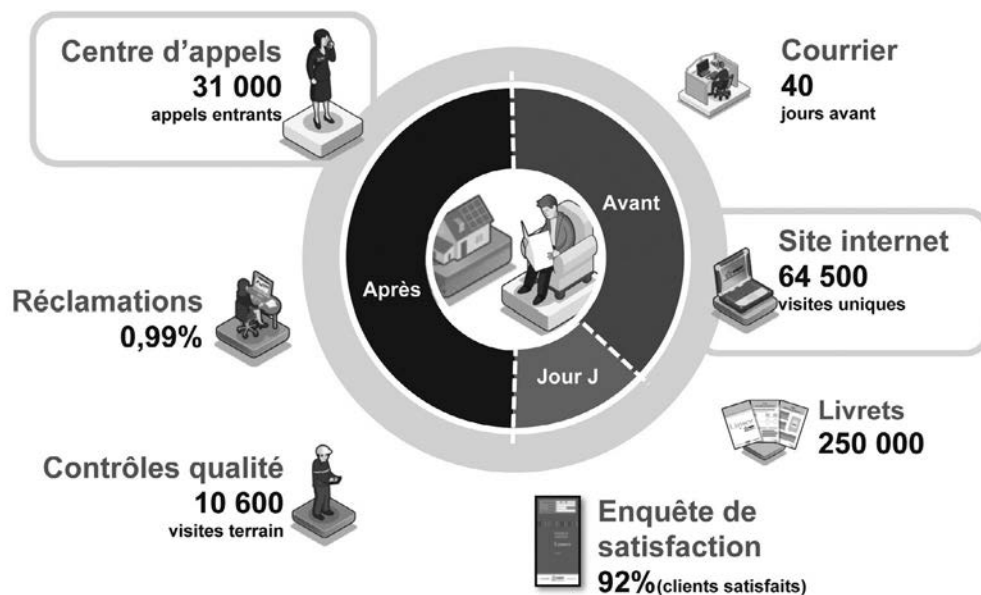 Centre d'appels
31 000
appels entrants
Courrier
40
jours avant
Avant
Site internet
64 500
visites uniques
Après
Réclamations
0,99%
Jour J
Livrets
250 000
Contrôles qualité
10 600
visites terrain
Enquête de
satisfaction
92%(clients satisfaits)